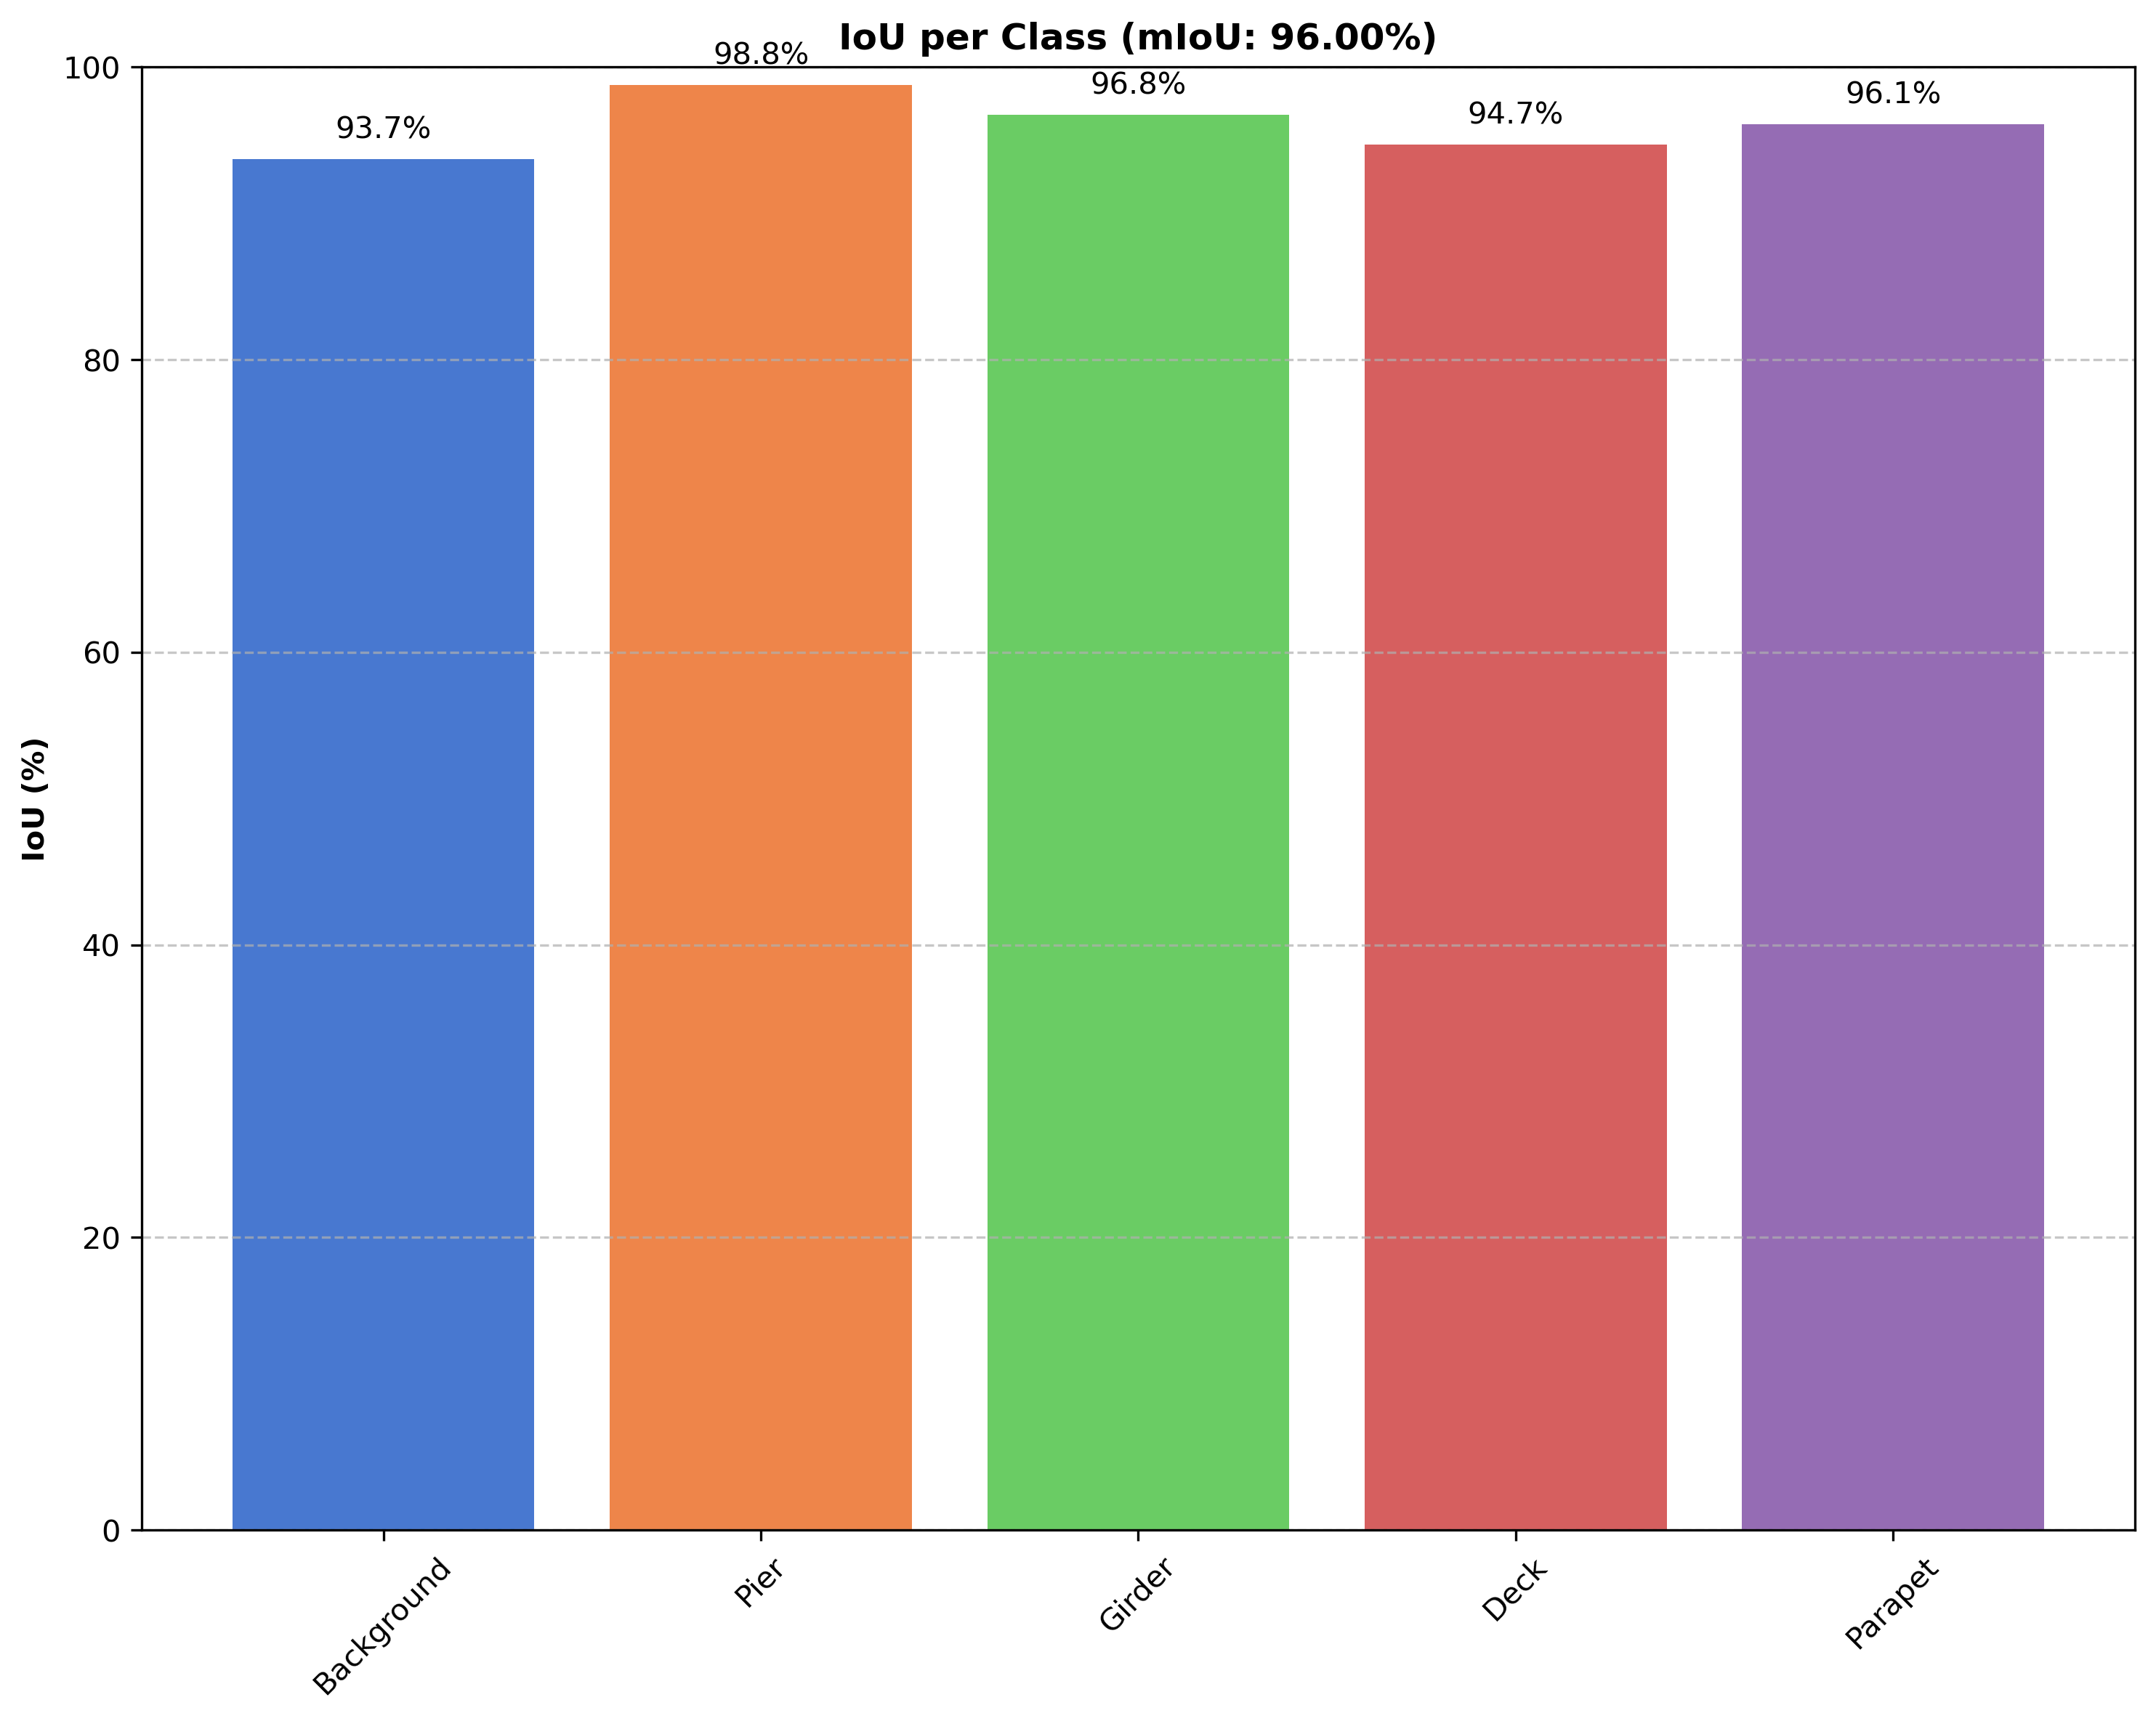 IoU per Class (mIoU: 96.00%)
98.8%
96.8%
96.1%
94.7%
93.7%
100
80
60
40
20
0
IoU (%)
Background
Pier
Girder
Deck
Parapet